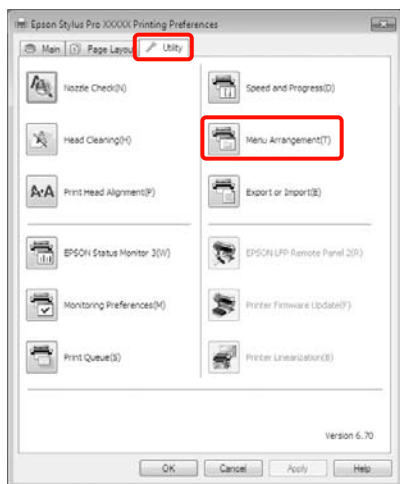 Epson Stylus Pro XXXXX Printing Preferences
Main
Page Layou
Utility
Nozzle Check(N)
Speed and Progress(D)
Head Cleaning(H)
Menu Arrangement(T)
A·A
Print Head Alignment(P)
Export or Import(E)
EPSON Status Monitor 3(W)
EPSON LFP Remote Panel 2(R)
Monitoring Preferences(M)
Printer Firmware Update(F)
Print Queue(S)
Printer Linearization(B)
Version 6.70
OK
Cancel
Apply
Help